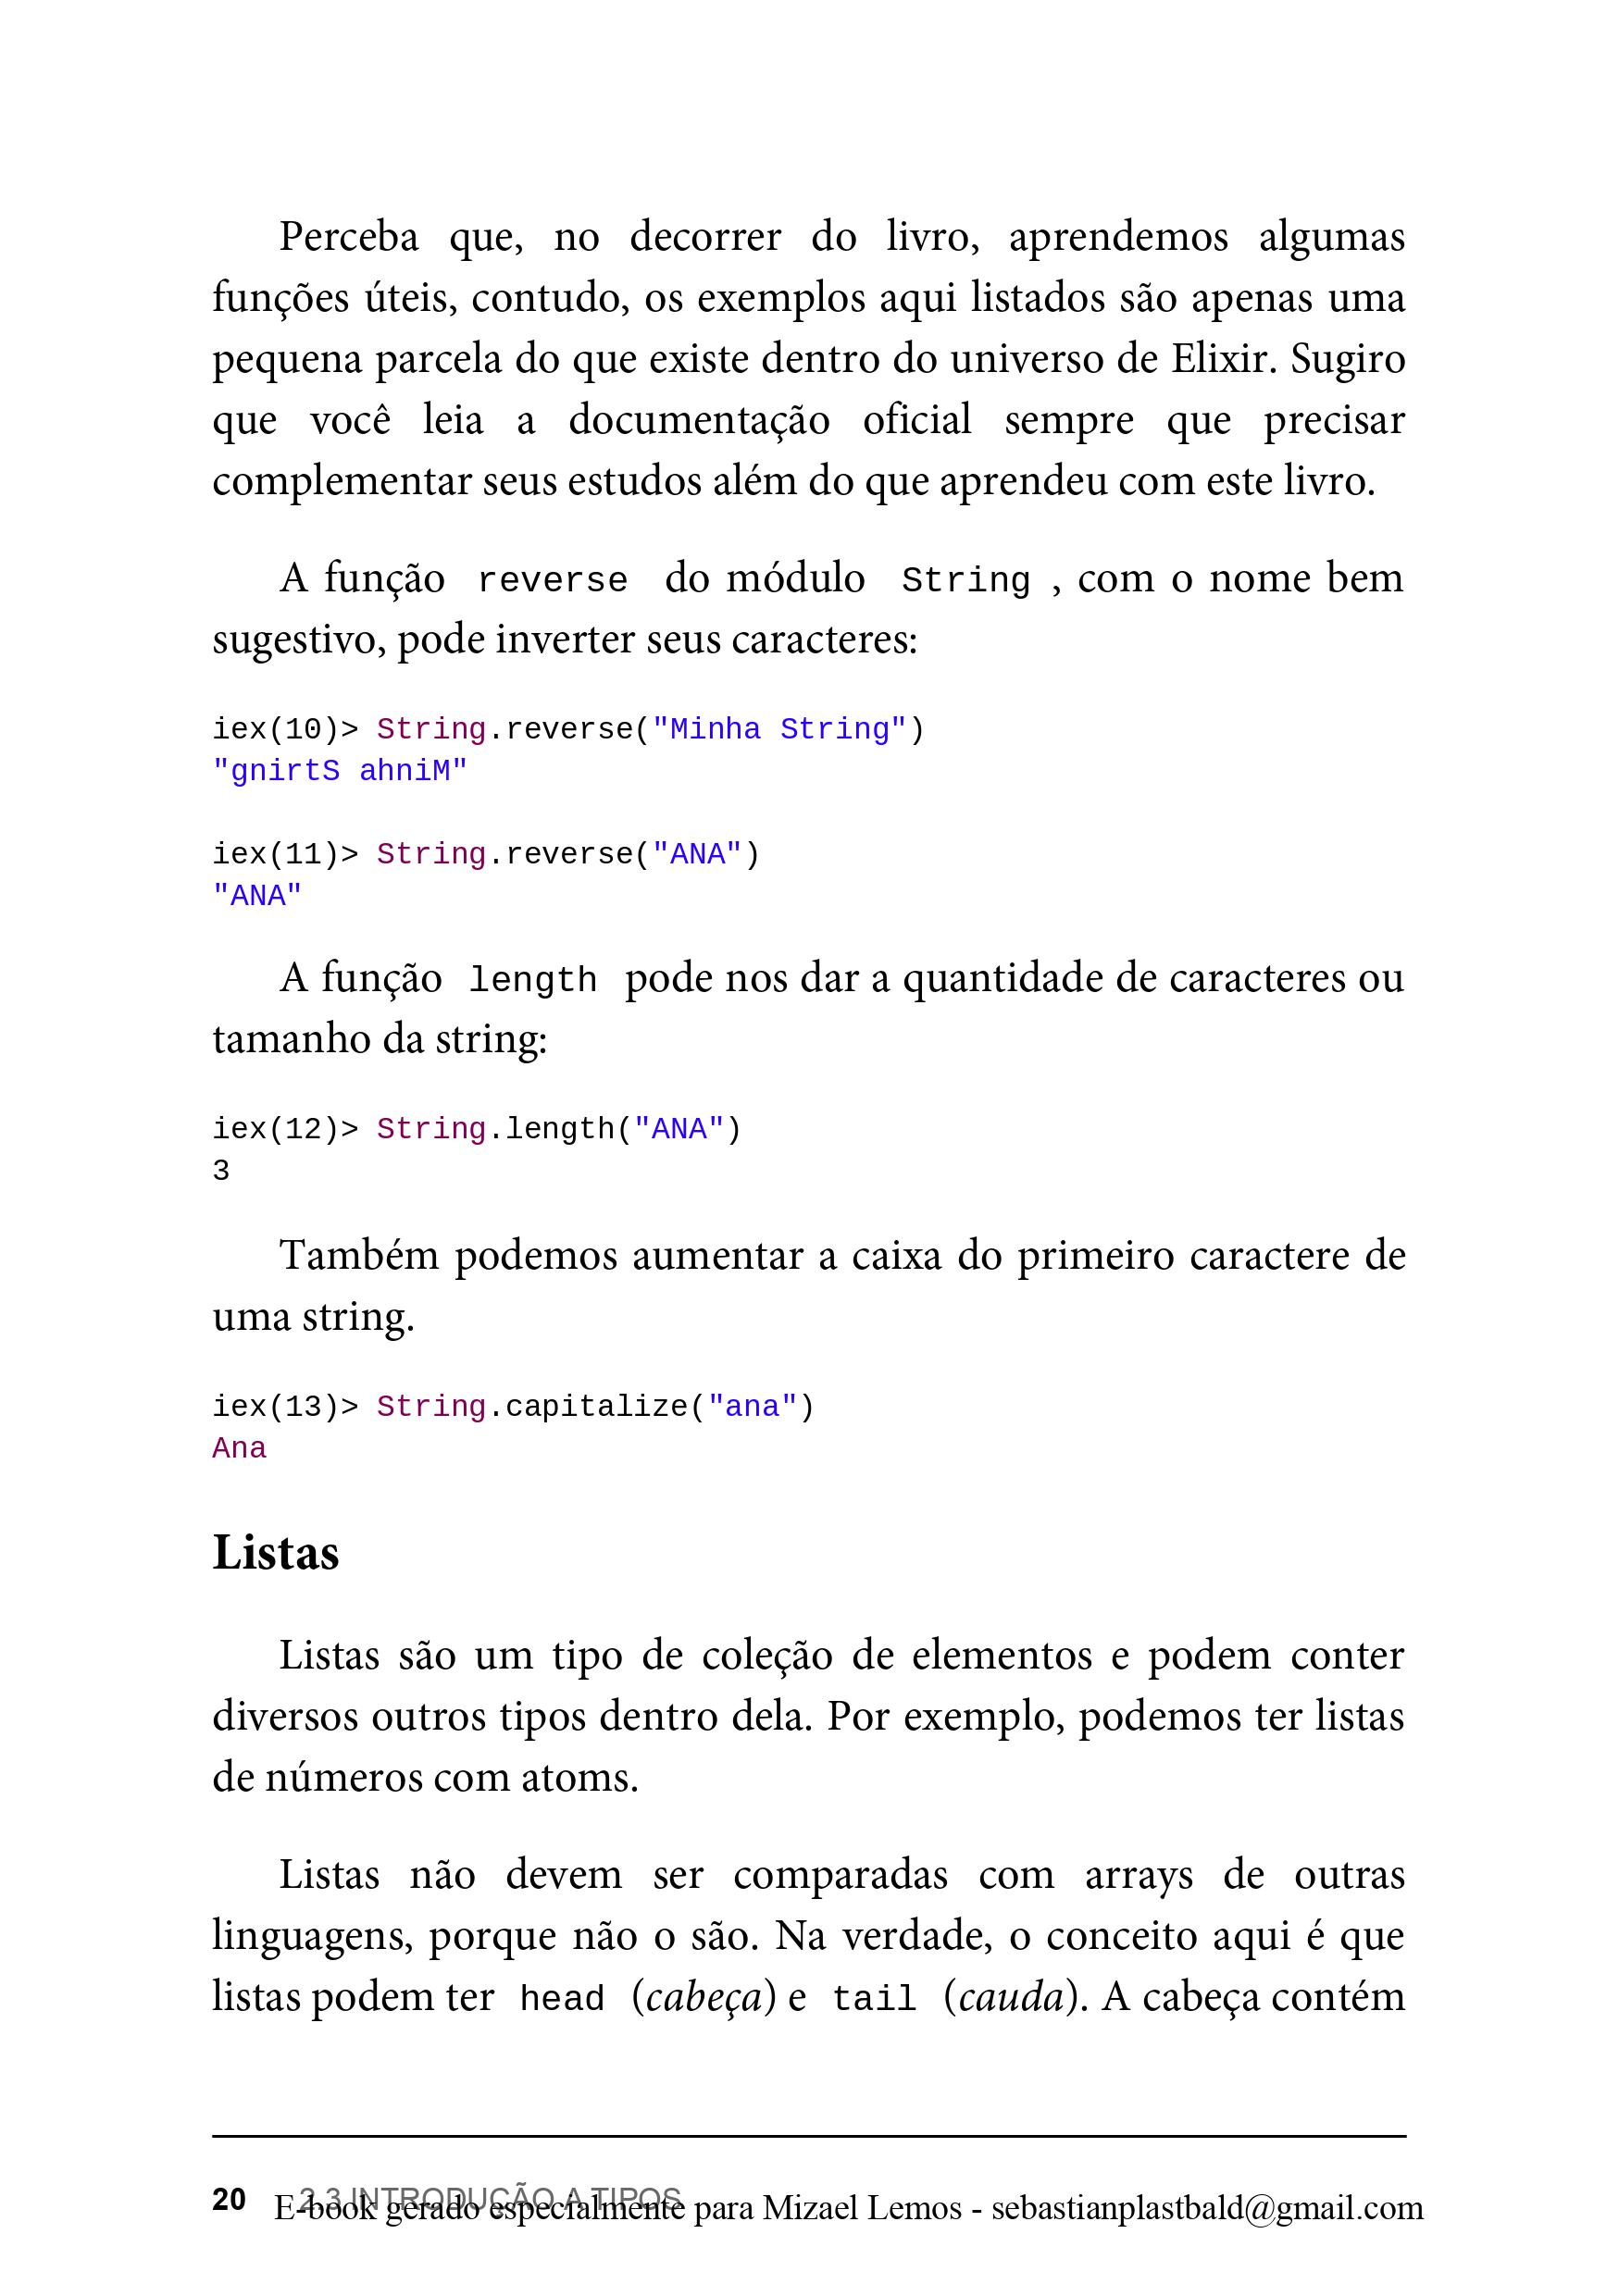 Perceba que, no decorrer do livro, aprendemos algumas
funções úteis, contudo, os exemplos aqui listados são apenas uma
pequena parcela do que existe dentro do universo de Elixir. Sugiro
que você leia a documentação oficial sempre que precisar
complementar seus estudos além do que aprendeu com este livro.
A função reverse do módulo String , com o nome bem
sugestivo, pode inverter seus caracteres:
iex(10)> String.reverse("Minha String")
"gnirtS ahniM"
iex(11)> String.reverse("ANA")
"ANA"
A função length pode nos dar a quantidade de caracteres ou
tamanho da string:
iex(12)> String.length("ANA")
3
Também podemos aumentar a caixa do primeiro caractere de
uma string.
iex(13)> String.capitalize("ana")
Ana
Listas
Listas são um tipo de coleção de elementos e podem conter
diversos outros tipos dentro dela. Por exemplo, podemos ter listas
de números com atoms.
Listas não devem ser comparadas com arrays de outras
linguagens, porque não o são. Na verdade, o conceito aqui é que
listas podem ter head (cabeça) e tail (cauda). A cabeça contém
20 2.3 INTRODUÇÃO A TIPOS
E-book gerado especialmente para Mizael Lemos - sebastianplastbald@gmail.com